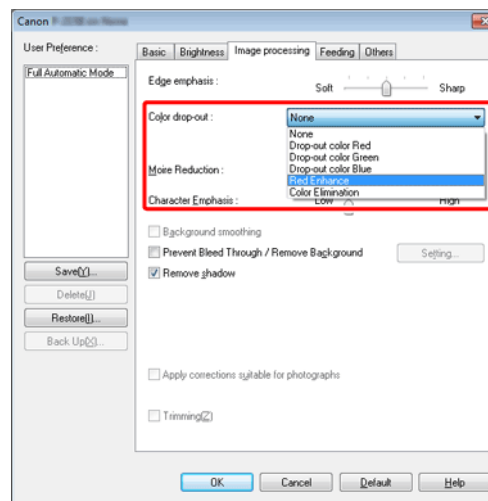 Canon
User Preference :
Full Automatic Mode
Save(Y)...
Delete(J)
Restore(I)...
Back Up(X)...
Basic Brightness Image processing Feeding Others
Edge emphasis :
Soft Sharp
Color drop-out :
None
None
Drop-out color Red
Drop-out color Green
Drop-out color Blue
Red Enhance
Color Elimination
Moire Reduction :
Character Emphasis :
Low High
Background smoothing
Prevent Bleed Through / Remove Background
Setting...
Remove shadow
Apply corrections suitable for photographs
Trimming(Z)
OK Cancel Default Help